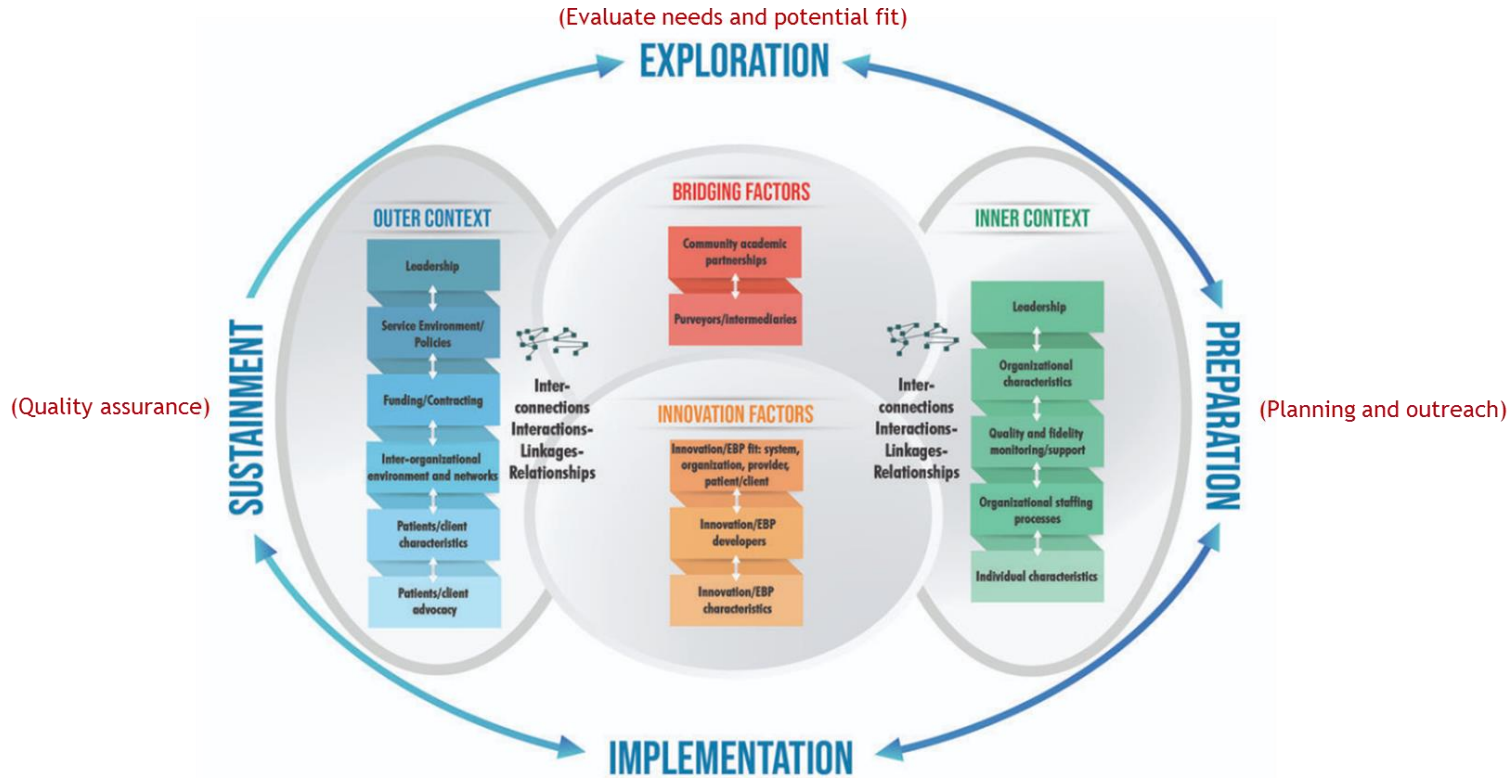 (Evaluate needs and potential fit)
EXPLORATION
OUTER CONTEXT
Leadership
Service Environment/
Policies
Funding/Contracting
Inter-organizational
environment and networks
Patients/client
characteristics
Patients/client
advocacy
Inter-
connections
Interactions-
Linkages-
Relationships
BRIDGING FACTORS
Community academic
partnerships
Purveyors/intermediaries
INNOVATION FACTORS
Innovation/EBP fit: system,
organization, provider,
patient/client
Innovation/EBP
developers
Innovation/EBP
characteristics
Inter-
connections
Interactions-
Linkages-
Relationships
INNER CONTEXT
Leadership
Organizational
characteristics
Quality and fidelity
monitoring/support
Organizational staffing
processes
Individual characteristics
PREPARATION
(Planning and outreach)
IMPLEMENTATION
SUSTAINMENT
(Quality assurance)